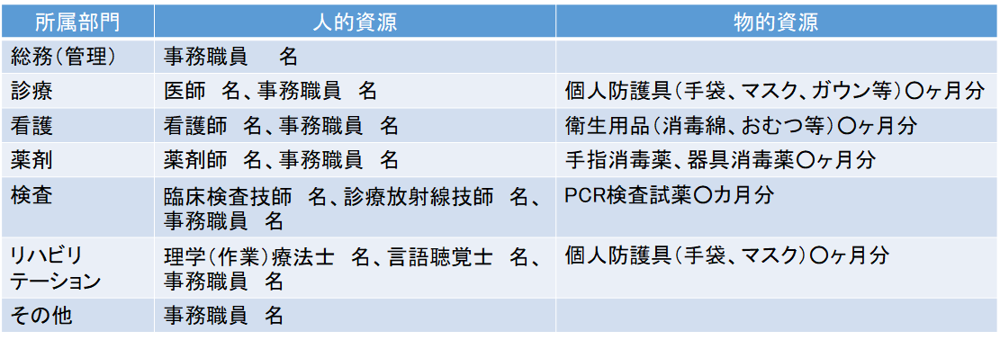 所属部門 人的資源 物的資源
総務（管理） 事務職員　名
診療 医師　名、事務職員　名 個人防護具（手袋、マスク、ガウン等）〇ヶ月分
看護 看護師　名、事務職員　名 衛生用品（消毒綿、おむつ等）〇ヶ月分
薬剤 薬剤師　名、事務職員　名 手指消毒薬、器具消毒薬〇ヶ月分
検査 臨床検査技師　名、診療放射線技師　名、 PCR検査試薬〇カ月分
事務職員　名
リハビリ 理学（作業）療法士　名、言語聴覚士　名、 個人防護具（手袋、マスク）〇ヶ月分
テーション 事務職員　名
その他 事務職員　名